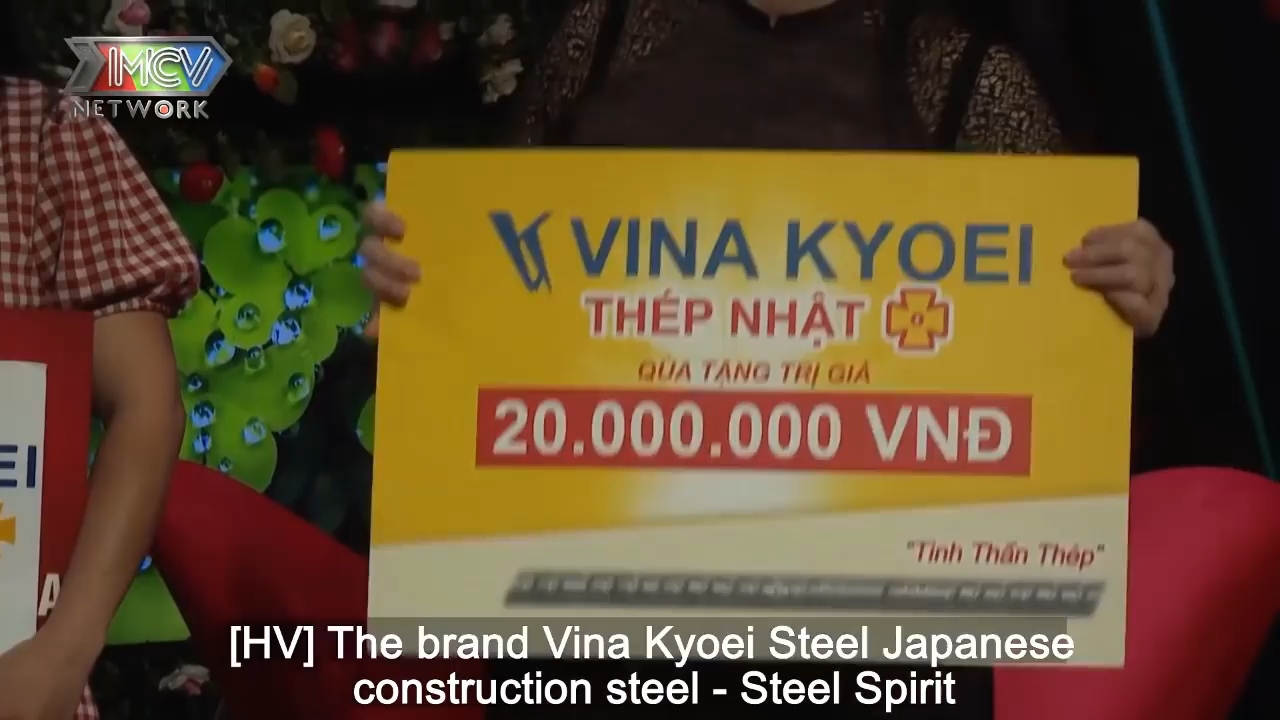 MCV
NETWORK
VINA KYOEI
THÉP NHẬT
QÙA TẶNG TRỊ GIÁ
20.000.000 VNĐ
"Tinh Thần Thép"
EI
A
[HV] The brand Vina Kyoei Steel Japanese
construction steel - Steel Spirit